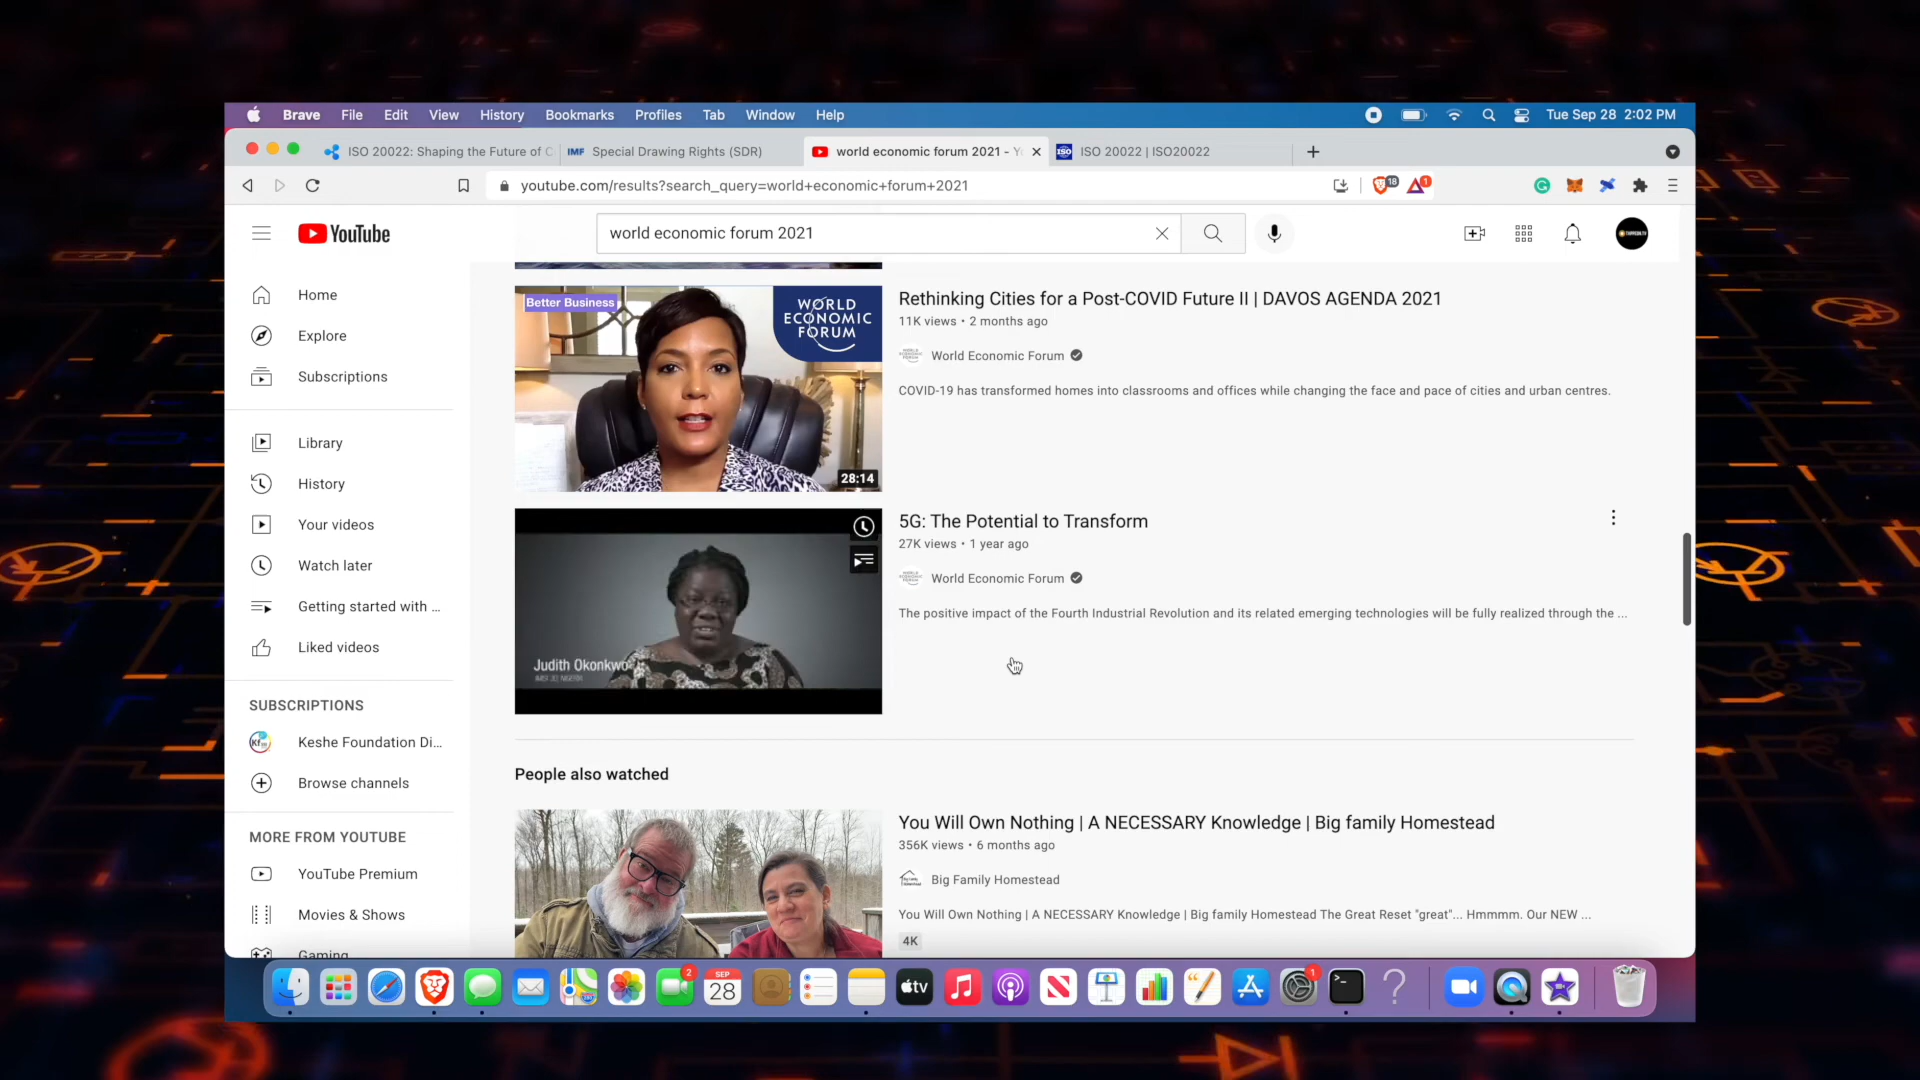 Brave File Edit View History Bookmarks Profiles Tab Window Help Tue Sep 28 2:02 PM
ISO 20022: Shaping the Future of C IMF Special Drawing Rights (SDR) world economic forum 2021 - Y ISO ISO 20022 | ISO20022
youtube.com/results?search_query=world+economic+forum+2021 18 1
YouTube world economic forum 2021
Home
Explore
Subscriptions
Library
History
Your videos
Watch later
Getting started with ...
Liked videos
SUBSCRIPTIONS
Keshe Foundation Di...
Browse channels
MORE FROM YOUTUBE
YouTube Premium
Movies & Shows
Gaming
Better Business
WORLD
ECONOMIC
FORUM
28:14
Rethinking Cities for a Post-COVID Future II | DAVOS AGENDA 2021
11K views • 2 months ago
World Economic Forum
COVID-19 has transformed homes into classrooms and offices while changing the face and pace of cities and urban centres.
Judith Okonkwo
5G: The Potential to Transform
27K views • 1 year ago
World Economic Forum
The positive impact of the Fourth Industrial Revolution and its related emerging technologies will be fully realized through the ...
People also watched
You Will Own Nothing | A NECESSARY Knowledge | Big family Homestead
356K views • 6 months ago
Big Family Homestead
You Will Own Nothing | A NECESSARY Knowledge | Big family Homestead The Great Reset "great"... Hmmmm. Our NEW ...
4K
2 SEP 28 tv 1